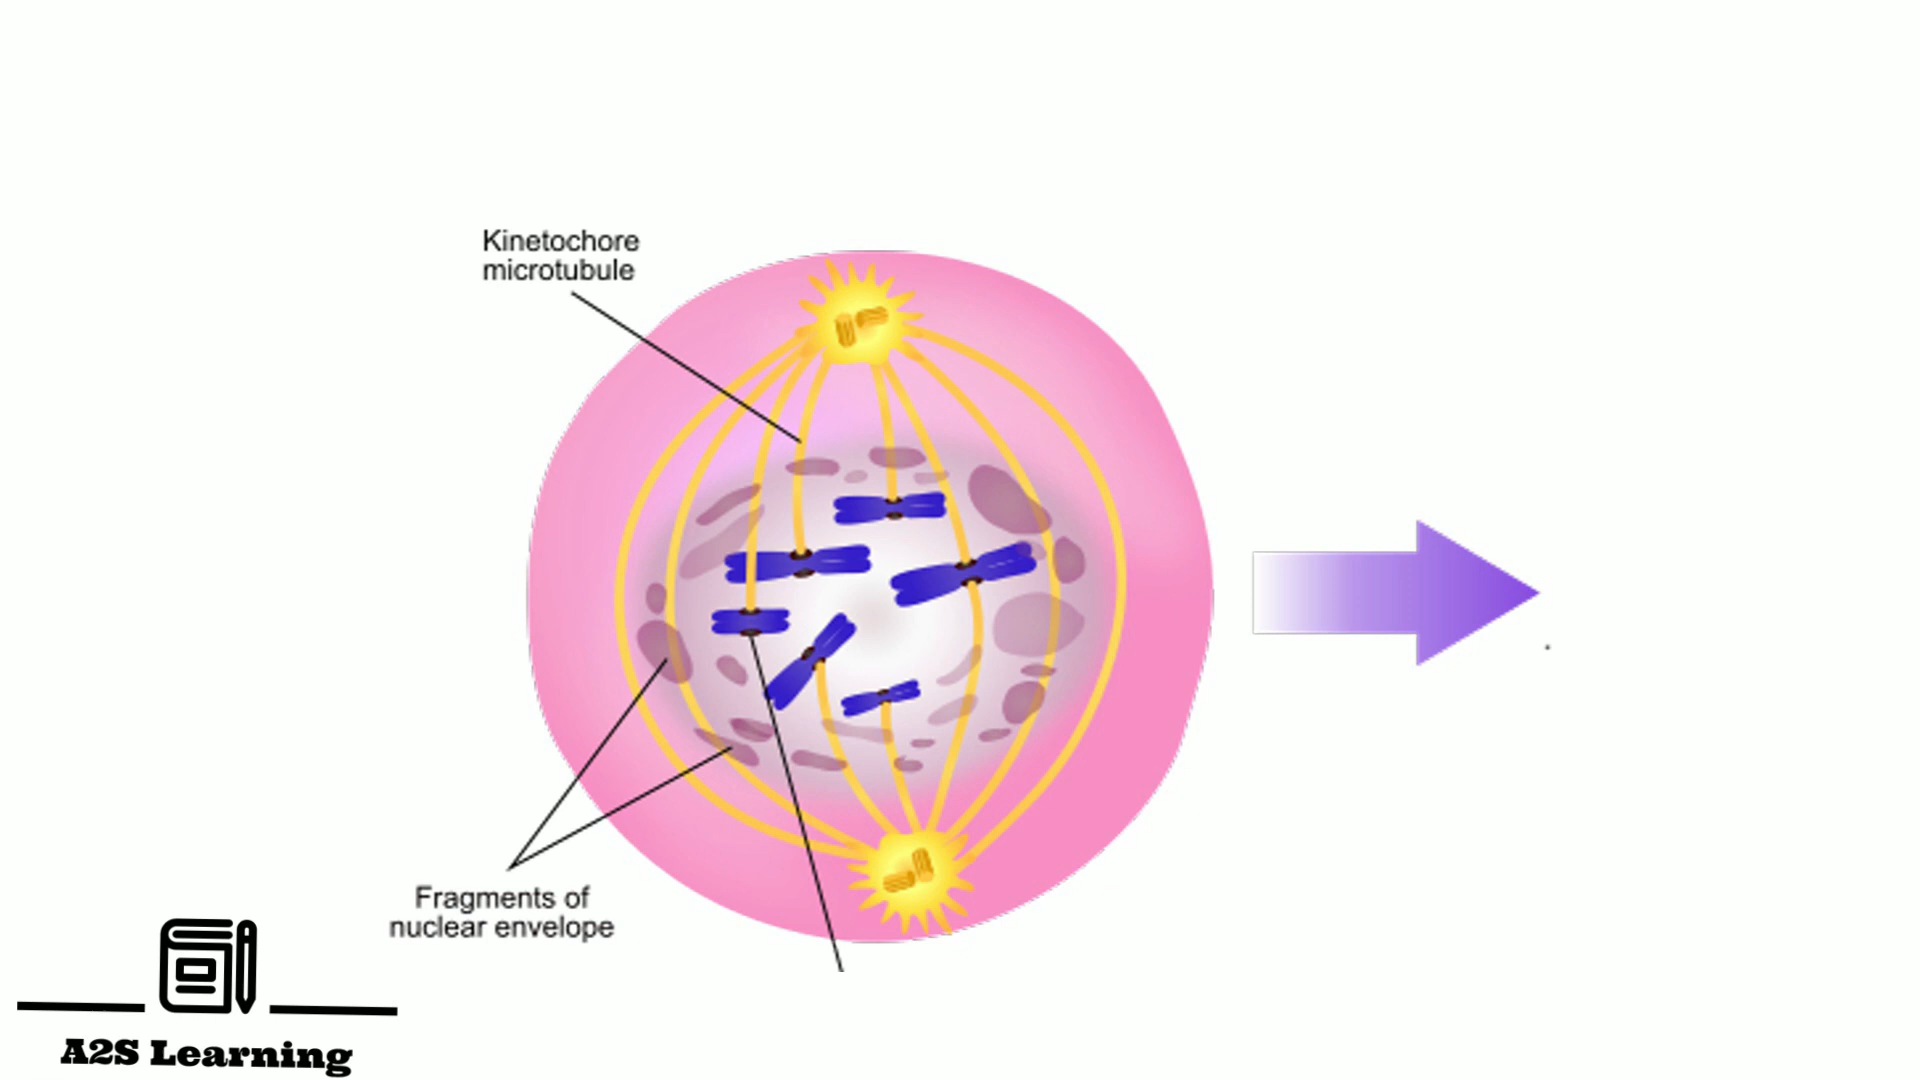 Kinetochore
microtubule
Fragments of
nuclear envelope
A2S Learning